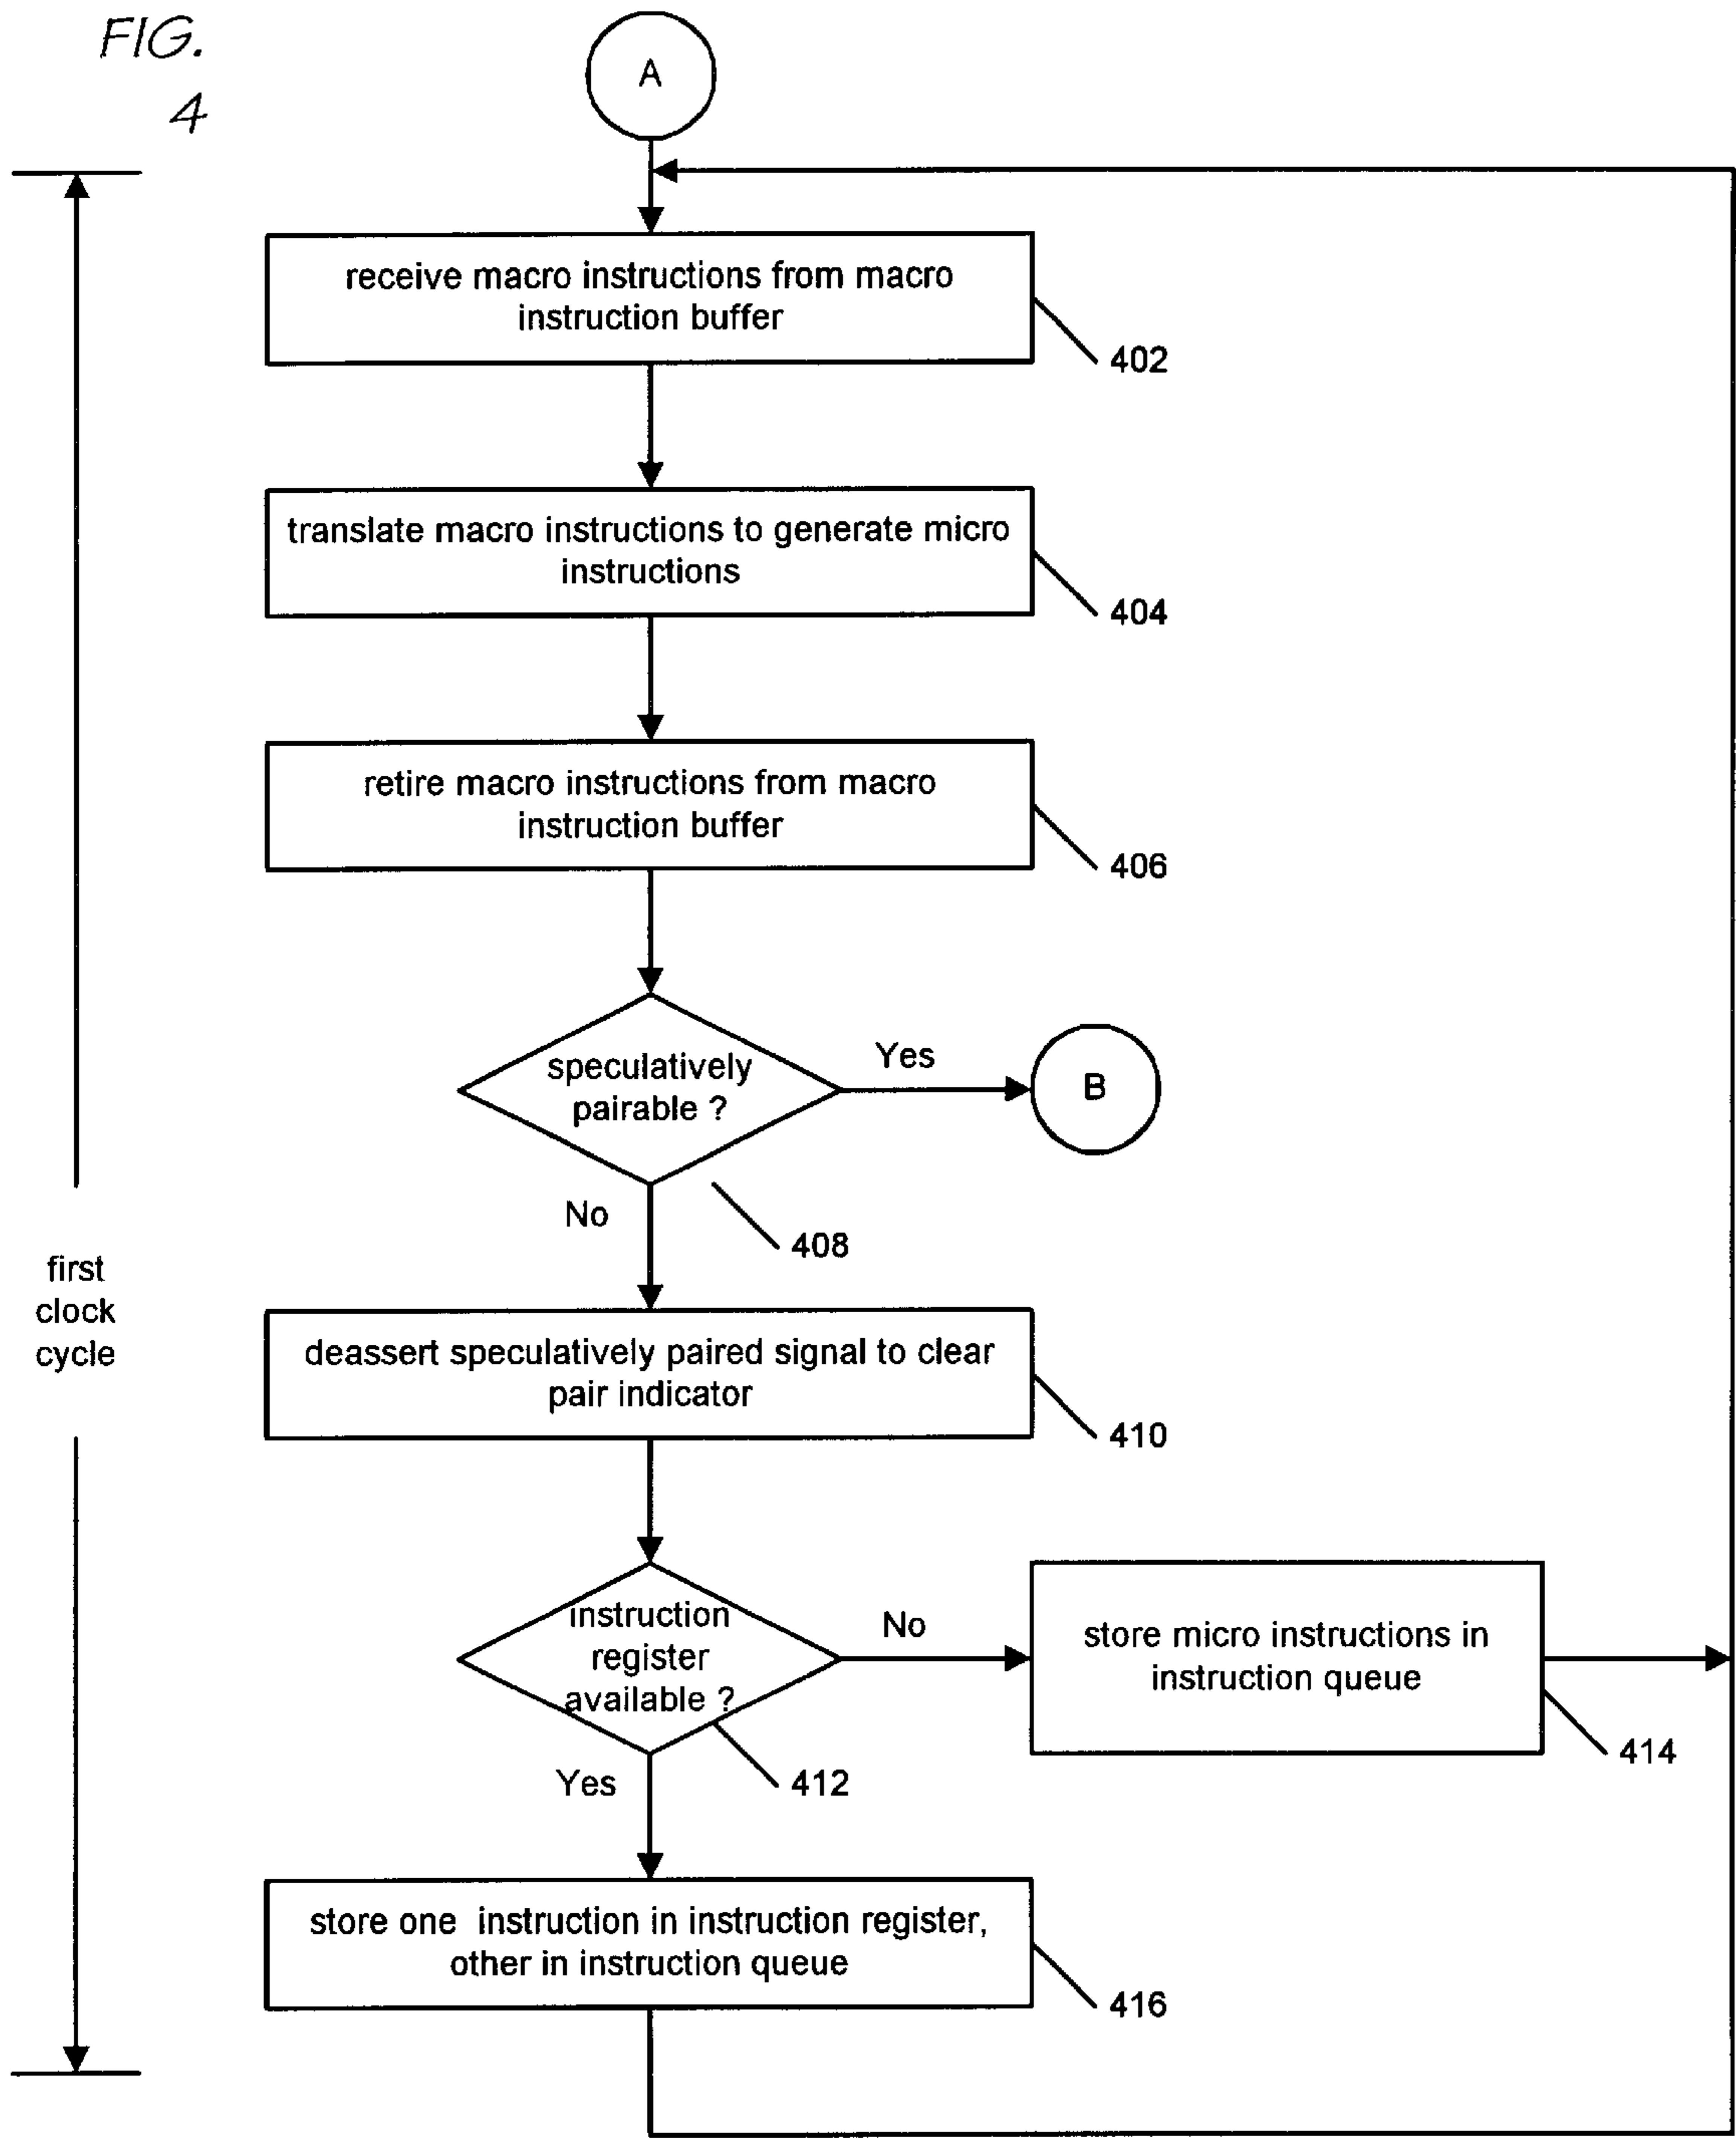 FIG.
4
A
receive macro instructions from macro
instruction buffer
402
translate macro instructions to generate micro
instructions
404
retire macro instructions from macro
instruction buffer
406
speculatively
pairable ?
Yes
B
No
408
first
clock
cycle
deassert speculatively paired signal to clear
pair indicator
410
instruction
register
available ?
No
store micro instructions in
instruction queue
414
Yes
412
store one instruction in instruction register,
other in instruction queue
416